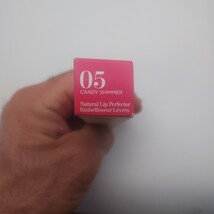 05
CANDY SHIMMER
Natural Lip Perfector
Embellisseur Lèvres